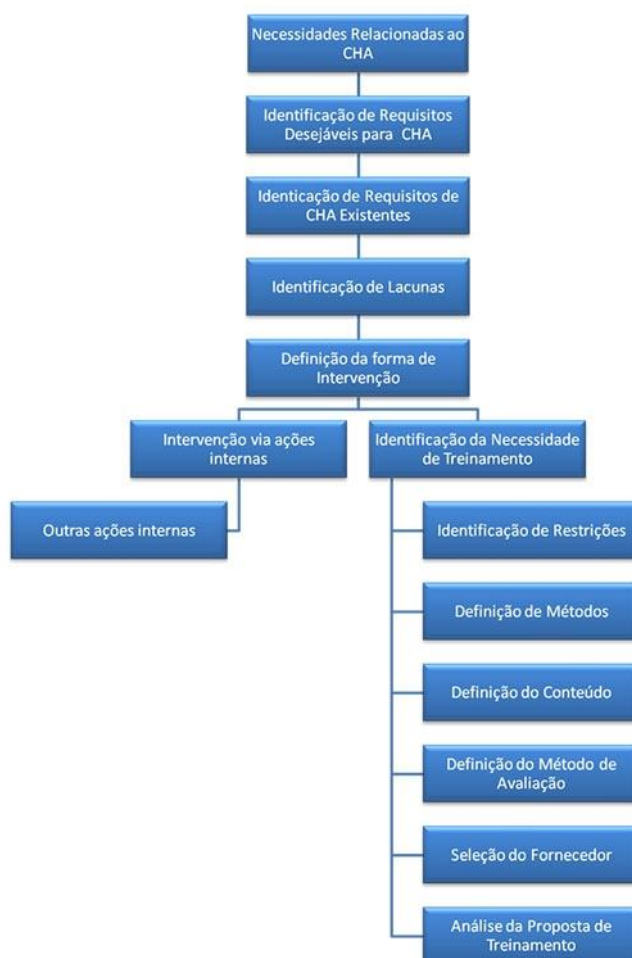 Necessidades Relacionadas ao
CHA
Identificação de Requisitos
Desejáveis para CHA
Identicação de Requisitos de
CHA Existentes
Identificação de Lacunas
Definição da forma de
Intervenção
Intervenção via ações
internas
Identificação da Necessidade
de Treinamento
Outras ações internas
Identificação de Restrições
Definição de Métodos
Definição do Conteúdo
Definição do Método de
Avaliação
Seleção do Fornecedor
Análise da Proposta de
Treinamento